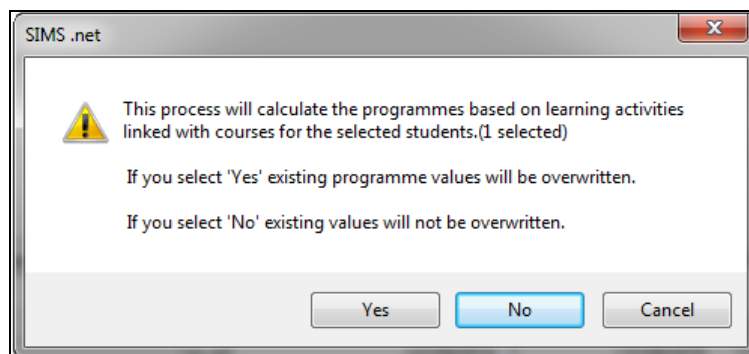 SIMS .net
This process will calculate the programmes based on learning activities
linked with courses for the selected students.(1 selected)
If you select 'Yes' existing programme values will be overwritten.
If you select 'No' existing values will not be overwritten.
Yes No Cancel